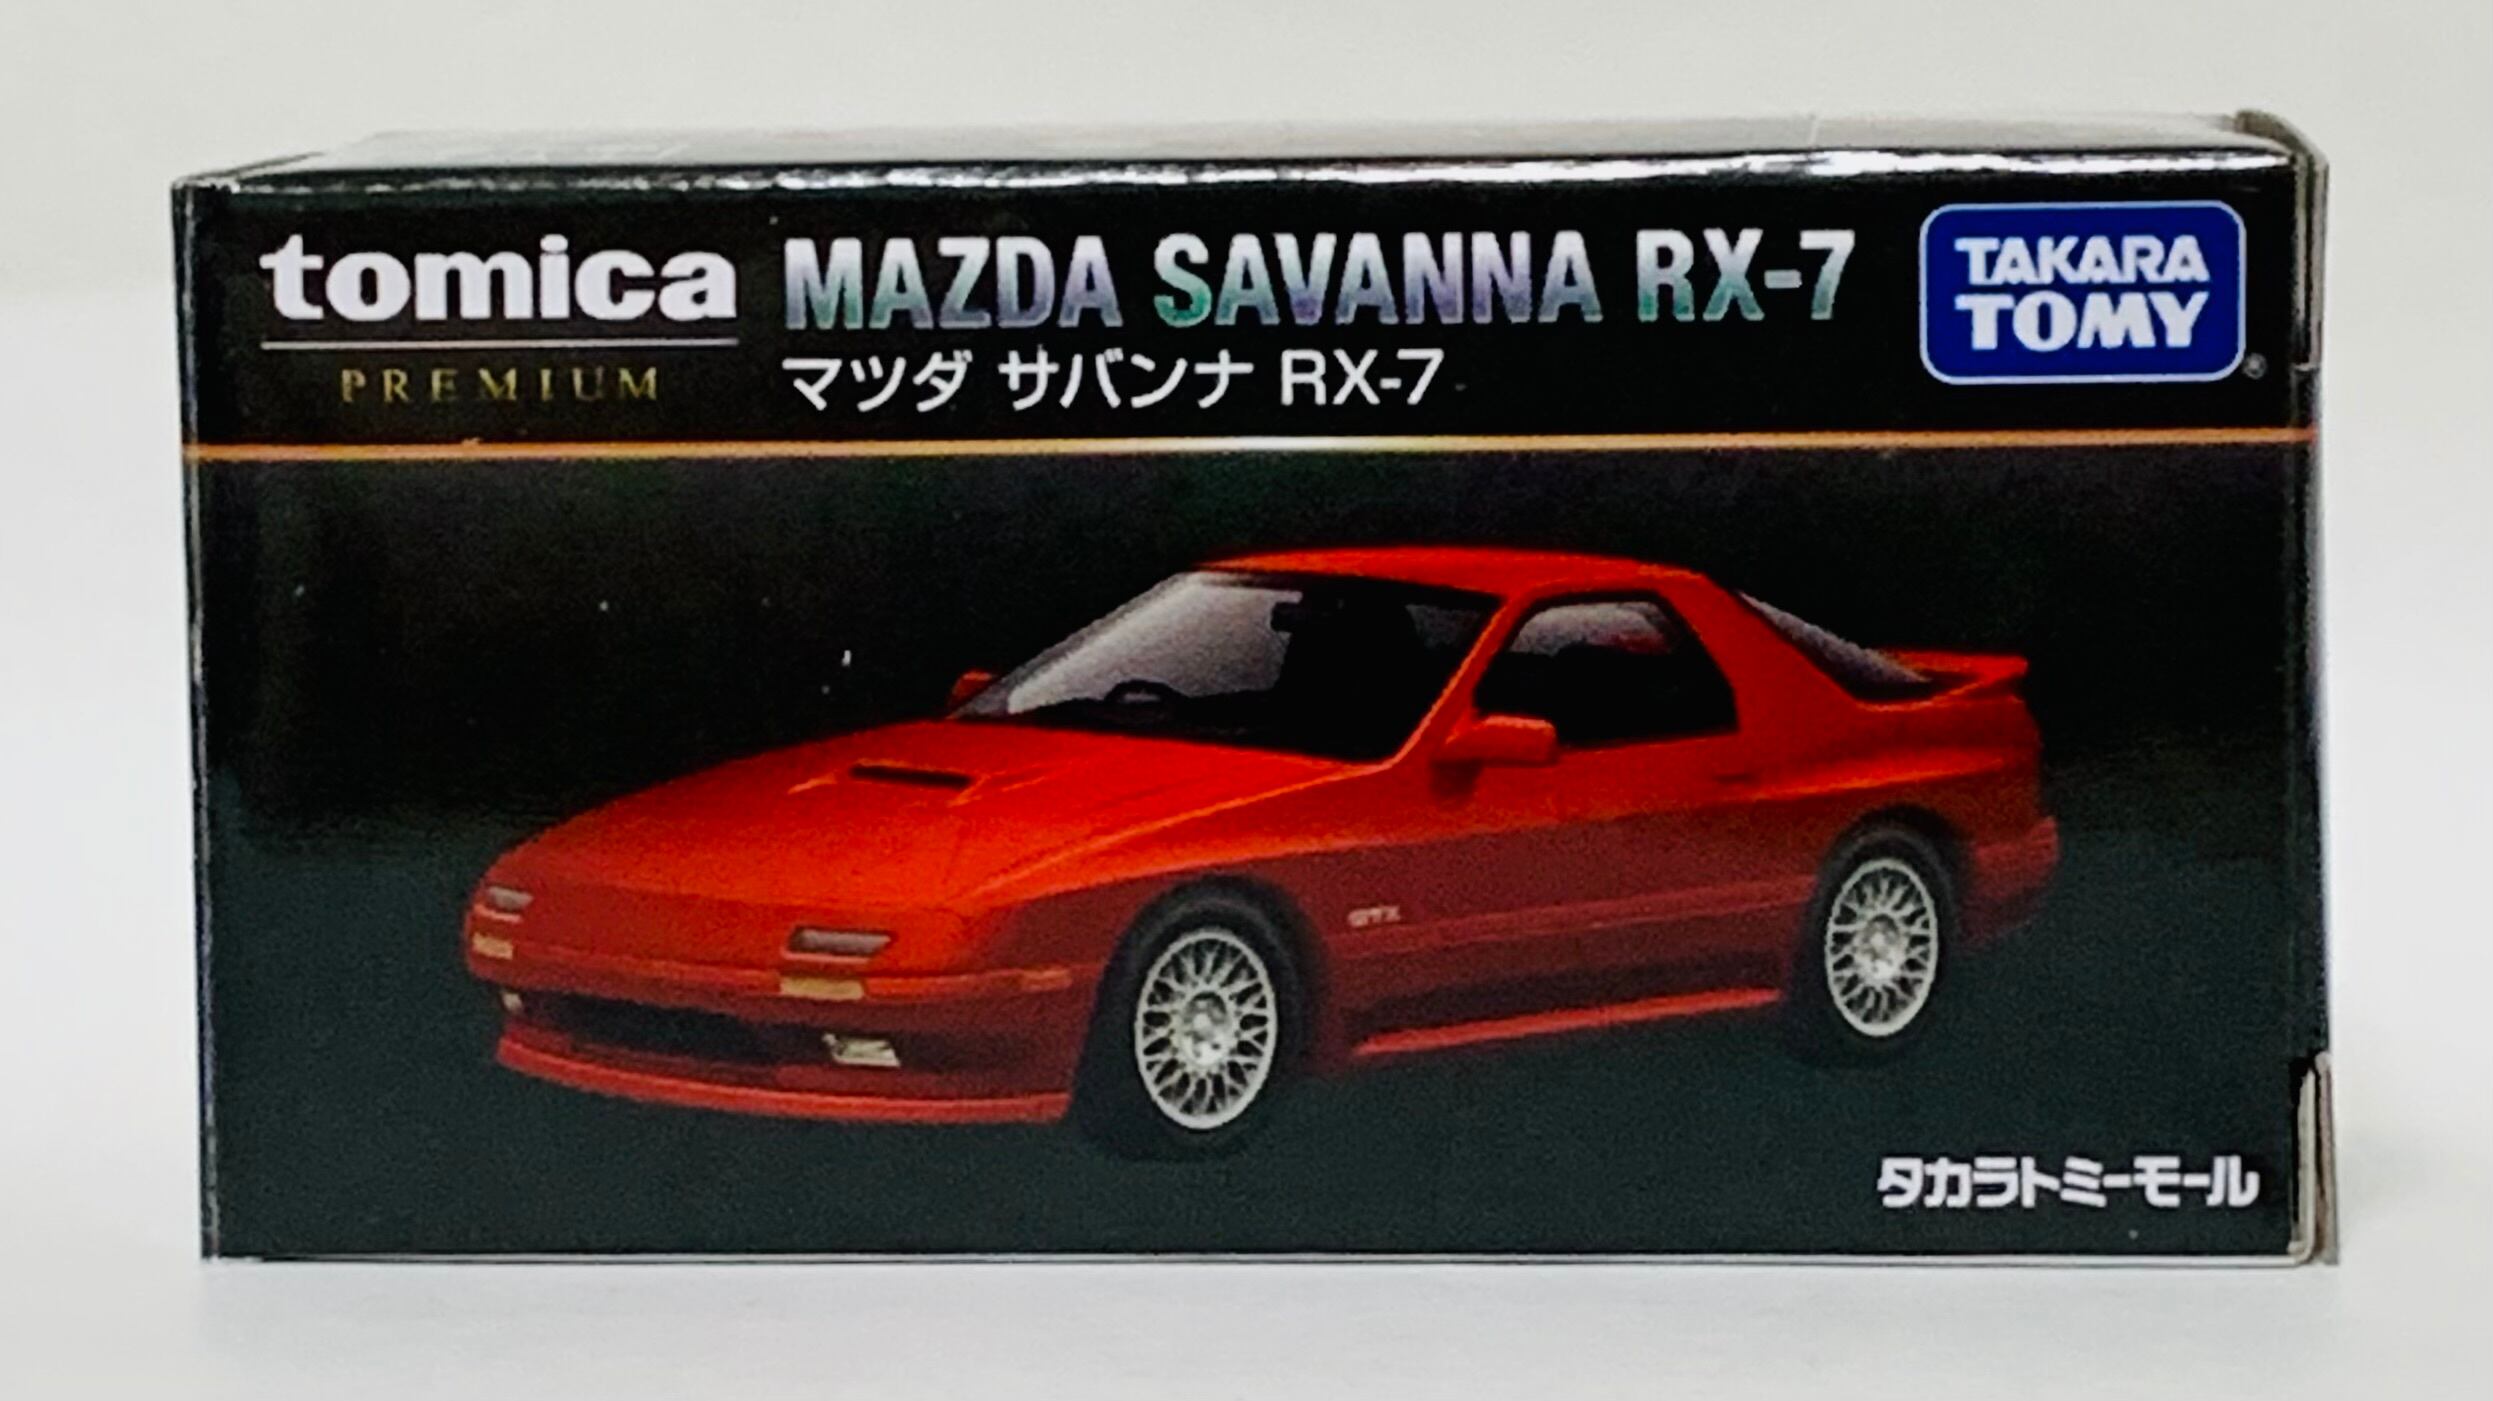 tomica
PREMIUM
MAZDA SAVANNA RX-7
マツダ サバンナ RX-7
TAKARA
TOMY
®
GTX
タカラトミーモール